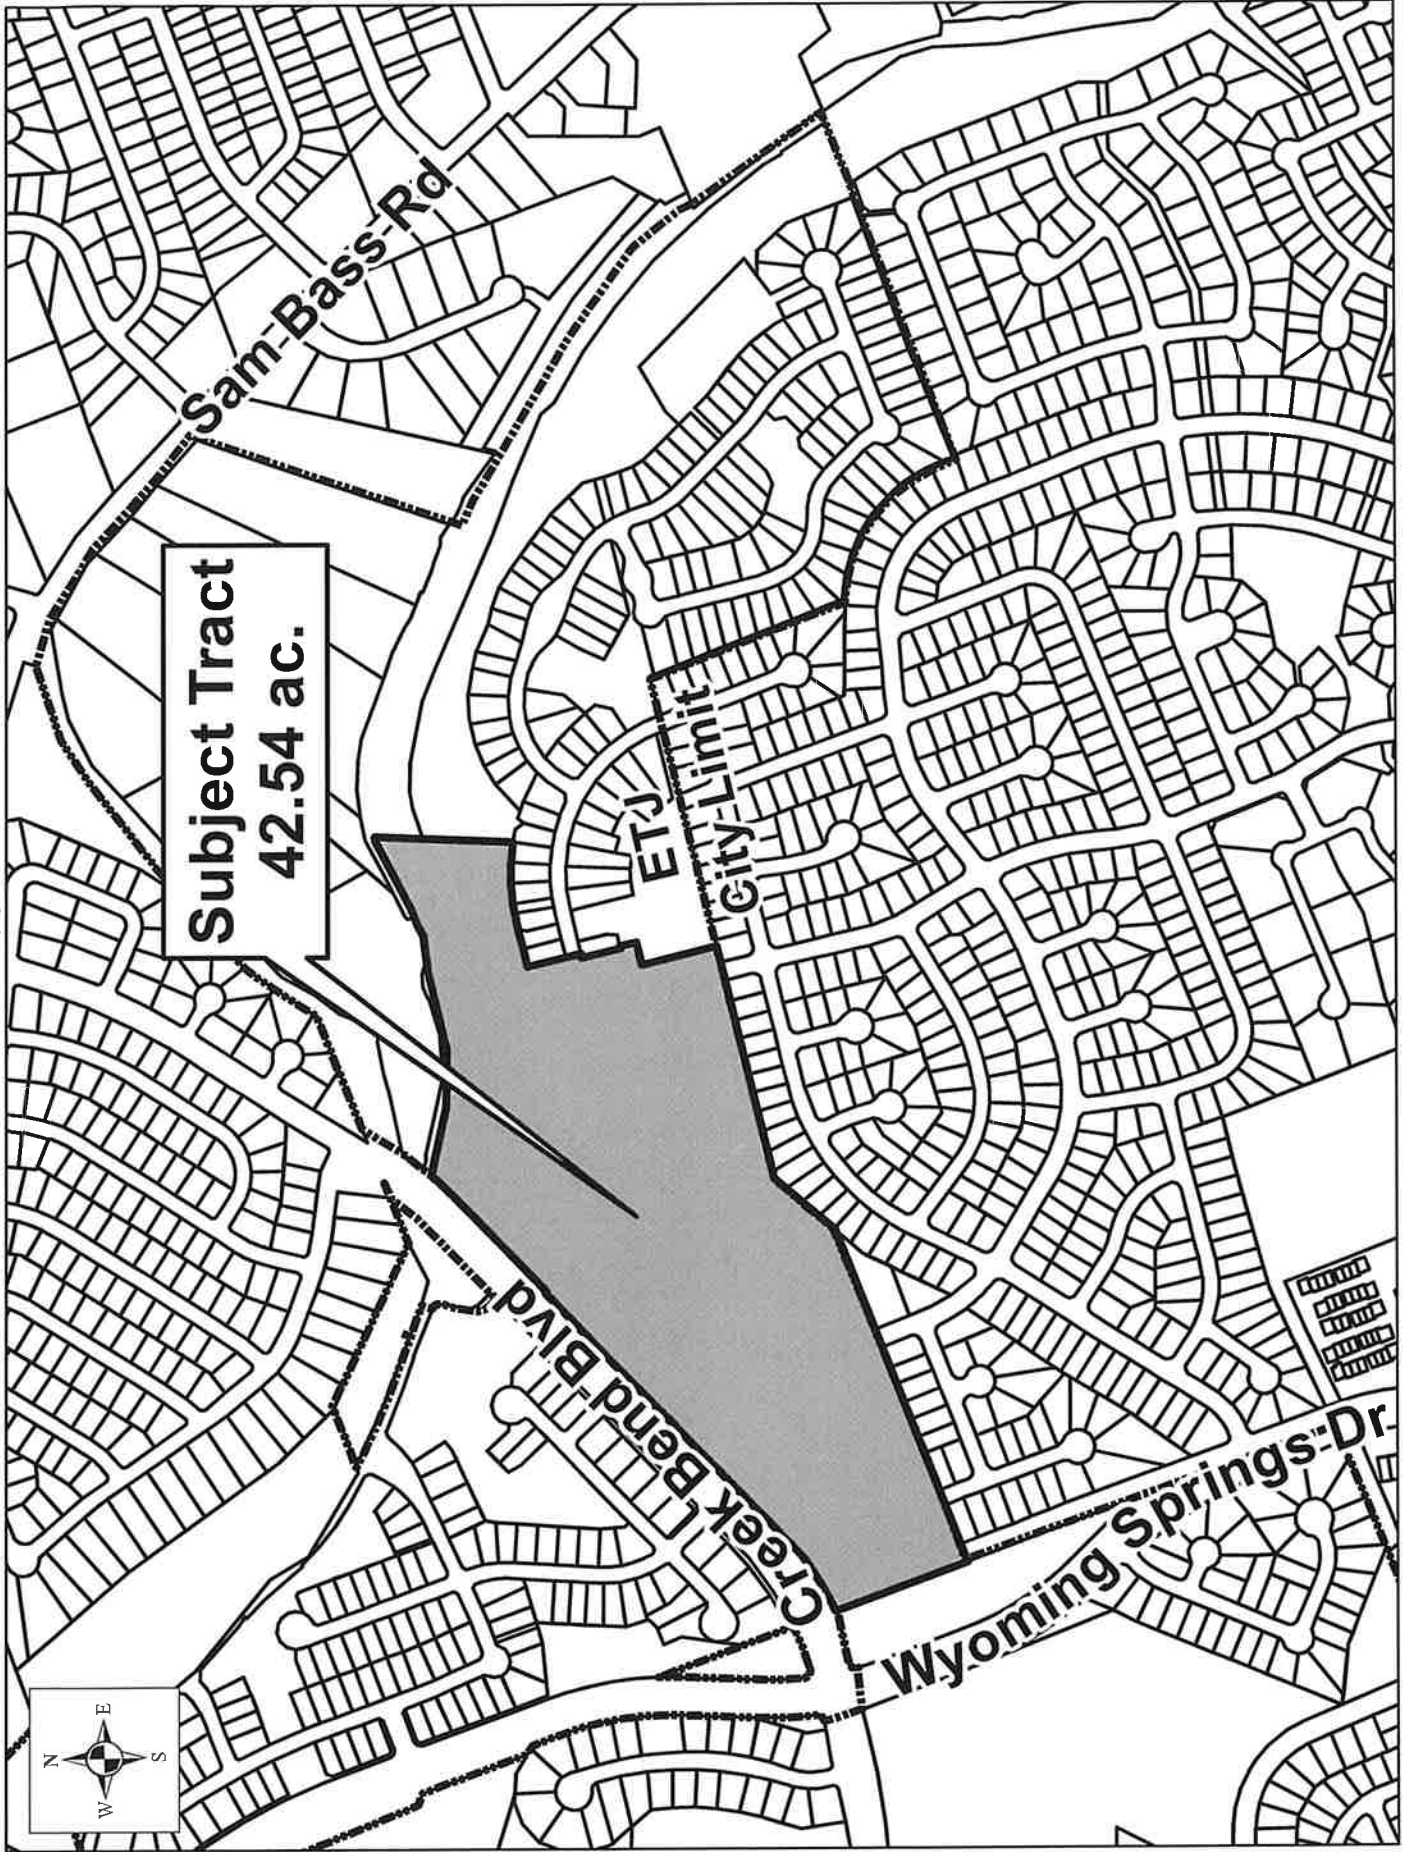 N
W E
S
Sam Bass Rd
Subject Tract
42.54 ac.
ETJ
City Limit
Creek Bend Blvd
Wyoming Springs Dr